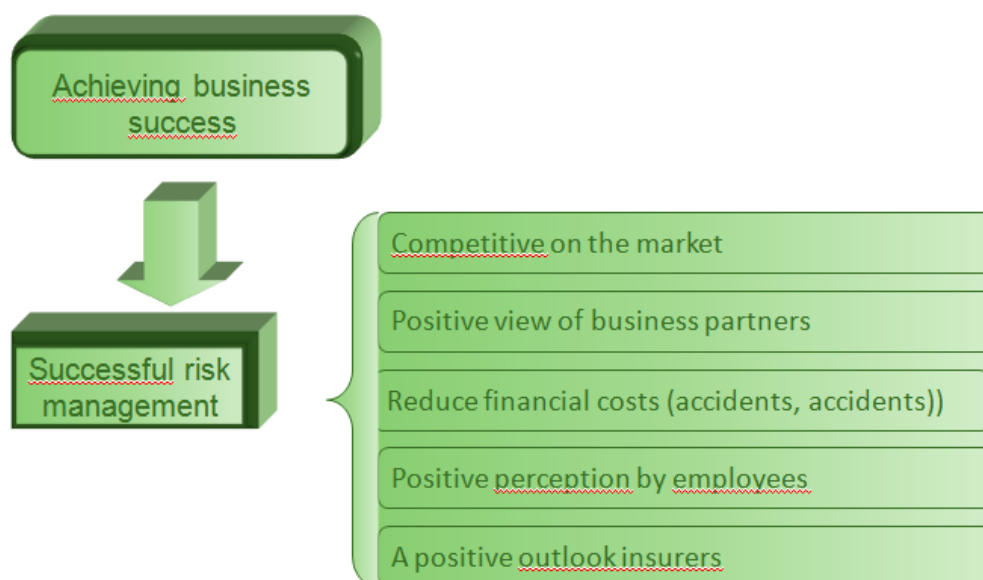 Achieving business
success
Successful risk
management
Competitive on the market
Positive view of business partners
Reduce financial costs (accidents, accidents))
Positive perception by employees
A positive outlook insurers